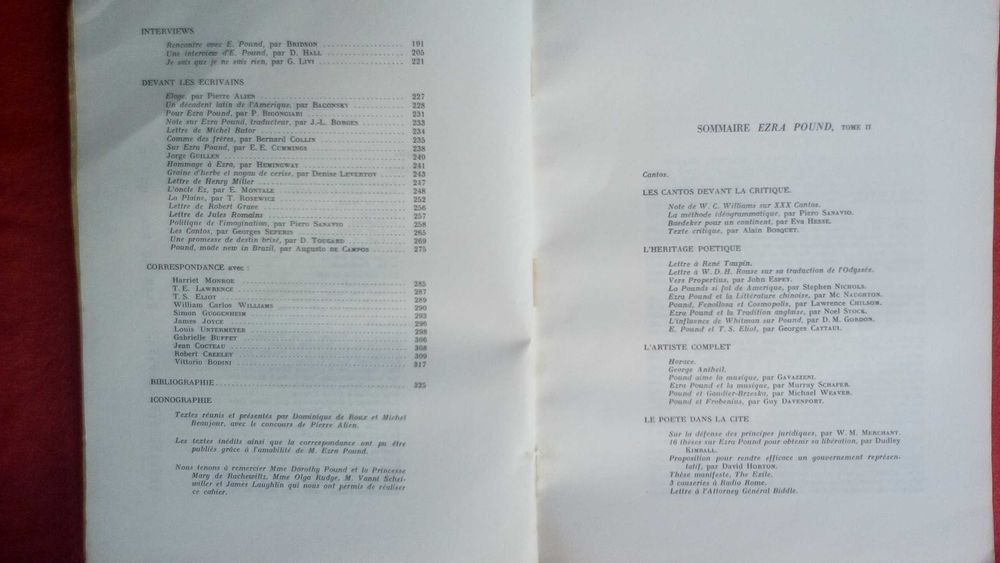 INTERVIEWS
Rencontre avec E. Pound, par BRIDSON 191
Une interview d'E. Pound, par D. HALL 205
Je sais que je ne sais rien, par G. LIVI 221
DEVANT LES ECRIVAINS
Eloge, par Pierre ALIEN 227
Un décadent latin de l'Amérique, par BACONSKY 228
Pour Ezra Pound, par P. BIGONGIARI 231
Note sur Ezra Pound, traducteur, par J.-L. BORGES 233
Lettre de Michel Butor 234
Comme des frères, par Bernard COLLIN 235
Sur Ezra Pound, par E. E. CUMMINGS 238
Jorge GUILLEN 240
Hommage à Ezra, par HEMINGWAY 241
Graine d'herbe et noyau de cerise, par Denise LEVERTOV 243
Lettre de Henry Miller 247
L'oncle Ez, par E. MONTALE 248
La Plaine, par T. ROSEWICZ 252
Lettre de Robert Grave 256
Lettre de Jules Romains 257
Politique de l'imagination, par Piero SANAVIO 258
Les Cantos, par Georges SEFERIS 265
Une promesse de destin brisé, par D. TOUGARD 269
Pound, made new in Brazil, par Augusto DE CAMPOS 275
CORRESPONDANCE avec :
Harriet MONROE 285
T. E. LAWRENCE 287
T. S. ELIOT 289
William Carlos WILLIAMS 290
Simon GUGGENHEIM 293
James JOYCE 296
Louis UNTERMEYER 298
Gabrielle BUFFET 306
Jean COCTEAU 308
Robert CREELEY 309
Vittorio BODINI 317
BIBLIOGRAPHIE 325
ICONOGRAPHIE
Textes réunis et présentés par Dominique de Roux et Michel
Beaujour, avec le concours de Pierre Alien.
Les textes inédits ainsi que la correspondance ont pu être
publiés grâce à l'amabilité de M. Ezra Pound.
Nous tenons à remercier Mme Dorothy Pound et la Princesse
Mary de Rachewiltz, Mme Olga Rudge, M. Vanni Schei-
willer et James Laughlin qui nous ont permis de réaliser
ce cahier.
SOMMAIRE EZRA POUND, TOME II
Cantos.
LES CANTOS DEVANT LA CRITIQUE.
Note de W. C. Williams sur XXX Cantos.
La méthode idéogrammatique, par Piero SANAVIO.
Baedeker pour un continent, par Eva HESSE.
Texte critique, par Alain BOSQUET.
L'HERITAGE POETIQUE
Lettre à René Taupin.
Lettre à W. D. H. Rouse sur sa traduction de l'Odyssée.
Vers Propertius, par John ESPEY.
La Pounds si fol de Amerique, par Stephen NICHOLS.
Ezra Pound et la Littérature chinoise, par MC NAUGHTON.
Pound, Fenollosa et Cosmopolis, par Lawrence CHILSOM.
Ezra Pound et la Tradition anglaise, par Noel STOCK.
L'influence de Whitman sur Pound, par D. M. GORDON.
E. Pound et T. S. Eliot, par Georges CATTAUI.
L'ARTISTE COMPLET
Horace.
George Antheil.
Pound aime la musique, par GAVAZZENI.
Ezra Pound et la musique, par Murray SCHAFER.
Pound et Gaudier-Brzeska, par Michael WEAVER.
Pound et Frobenius, par Guy DAVENPORT.
LE POETE DANS LA CITE
Sur la défense des principes juridiques, par W. M. MERCHANT.
16 thèses sur Ezra Pound pour obtenir sa libération, par Dudley
KIMBALL.
Proposition pour rendre efficace un gouvernement représen-
tatif, par David HORTON.
Thèse manifeste, The Exile.
3 causeries à Radio Rome.
Lettre à l'Attorney Général Biddle.